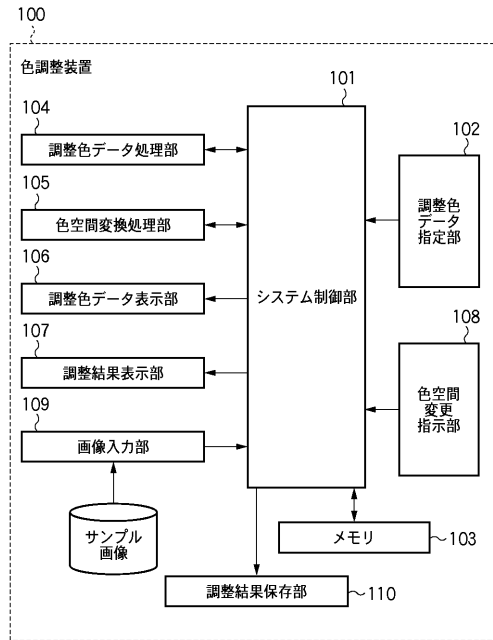 100
色調整装置
101
104
調整色データ処理部
102
調整色
データ
指定部
105
色空間変換処理部
106
調整色データ表示部
システム制御部
107
調整結果表示部
108
色空間
変更
指示部
109
画像入力部
サンプル
画像
メモリ
103
調整結果保存部
110